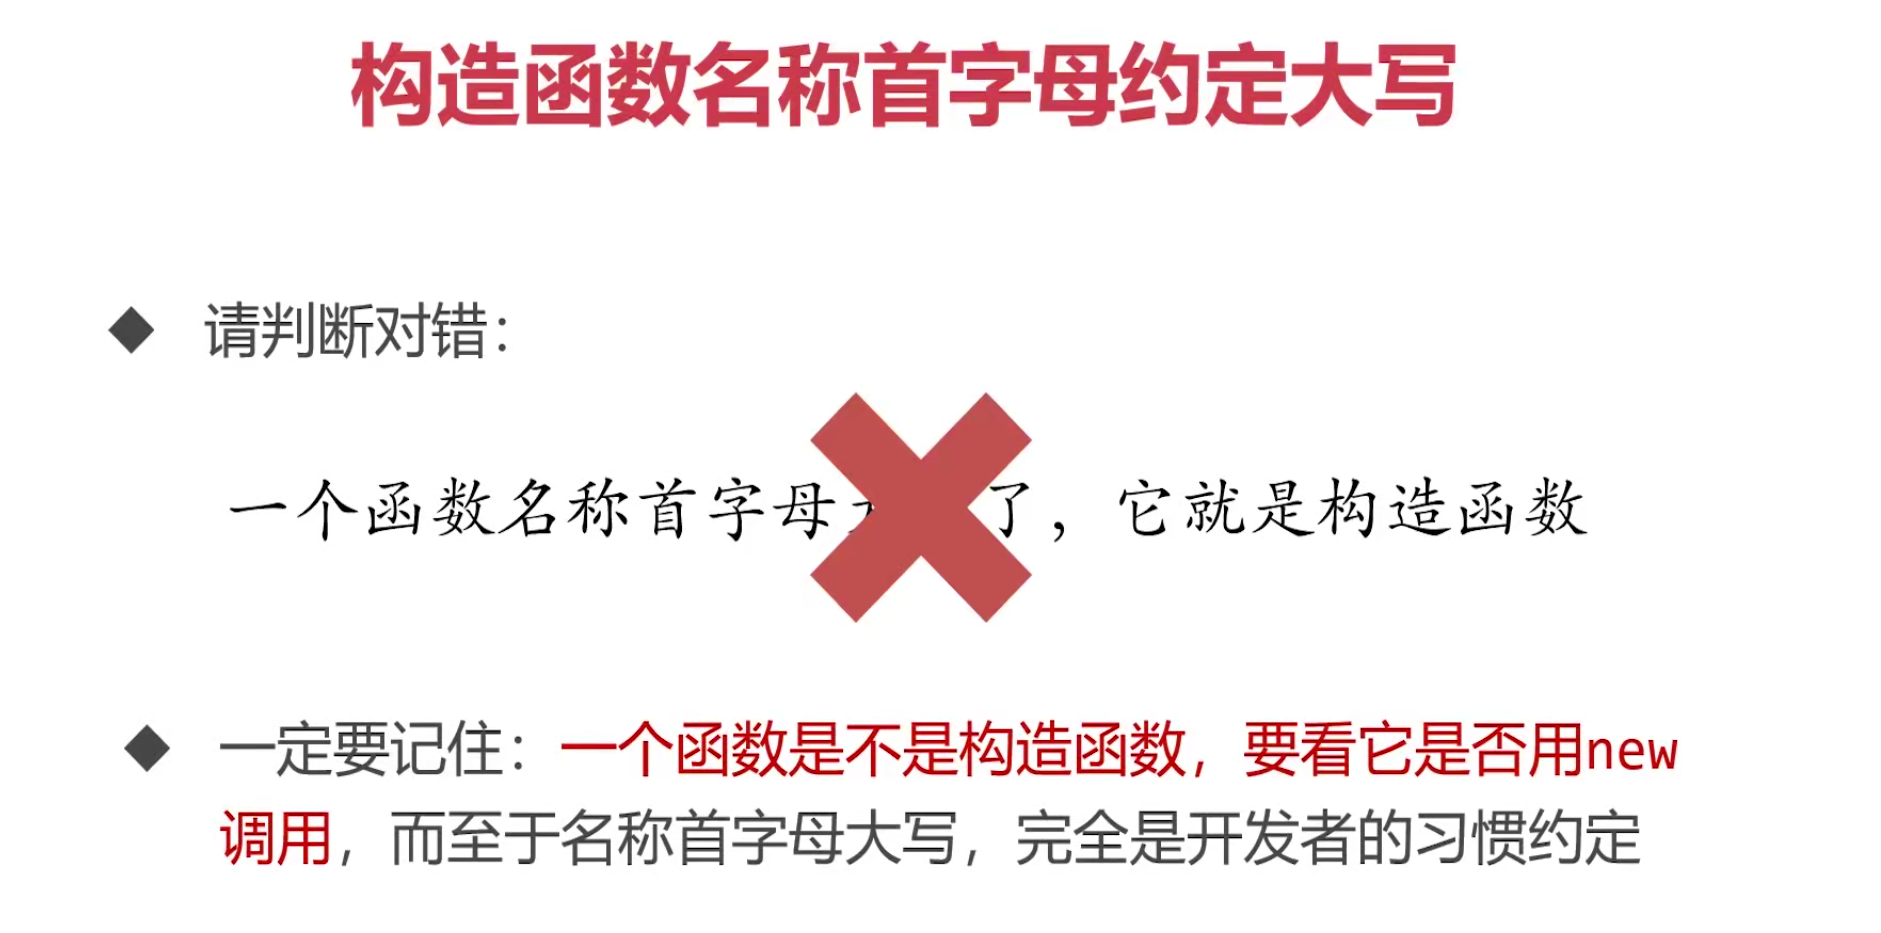 构造函数名称首字母约定大写
请判断对错：
一个函数名称首字母 了，它就是构造函数
一定要记住：一个函数是不是构造函数，要看它是否用new
调用，而至于名称首字母大写，完全是开发者的习惯约定